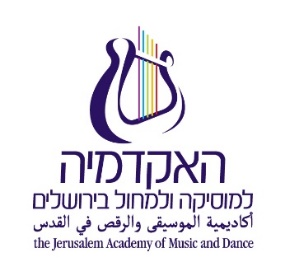 האקדמיה
למוסיקה ולמחול בירושלים
أكاديمية الموسيقى والرقص في القدس
the Jerusalem Academy of Music and Dance